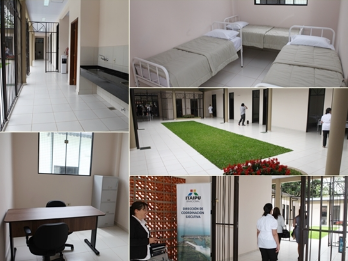 ITAIPU
DIRECCIÓN DE
COORDINACIÓN
EJECUTIVA